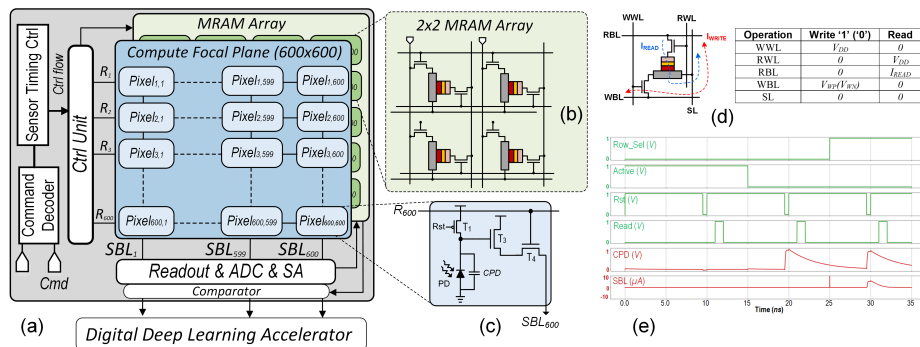 MRAM Array
Compute Focal Plane (600x600)
Sensor Timing Ctrl
Ctrl flow
Ctrl Unit
Command
Decoder
Cmd
R1
Pixel1,1
Pixel1,599
Pixel1,600
R2
Pixel2,1
Pixel2,599
Pixel2,600
R3
Pixel3,1
Pixel3,599
Pixel3,600
R600
Pixel600,1
Pixel600,599
Pixel600,600
SBL1
SBL599
SBL600
Readout & ADC & SA
Comparator
Digital Deep Learning Accelerator
(a)
2x2 MRAM Array
(b)
R600
Rst
T1
T3
T4
PD
CPD
SBL600
(c)
WWL
RWL
RBL
IREAD
IWRITE
WBL
SL
(d)
Operation Write ‘1’ (‘0’) Read
WWL VDD 0
RWL 0 VDD
RBL 0 IREAD
WBL VWP(VWN) 0
SL 0 0
Row_Sel (V)
Active (V)
Rst (V)
Read (V)
CPD (V)
SBL (µA)
10
0
-10
0.0 5 10 15 20 25 30 35
Time (ns)
(e)